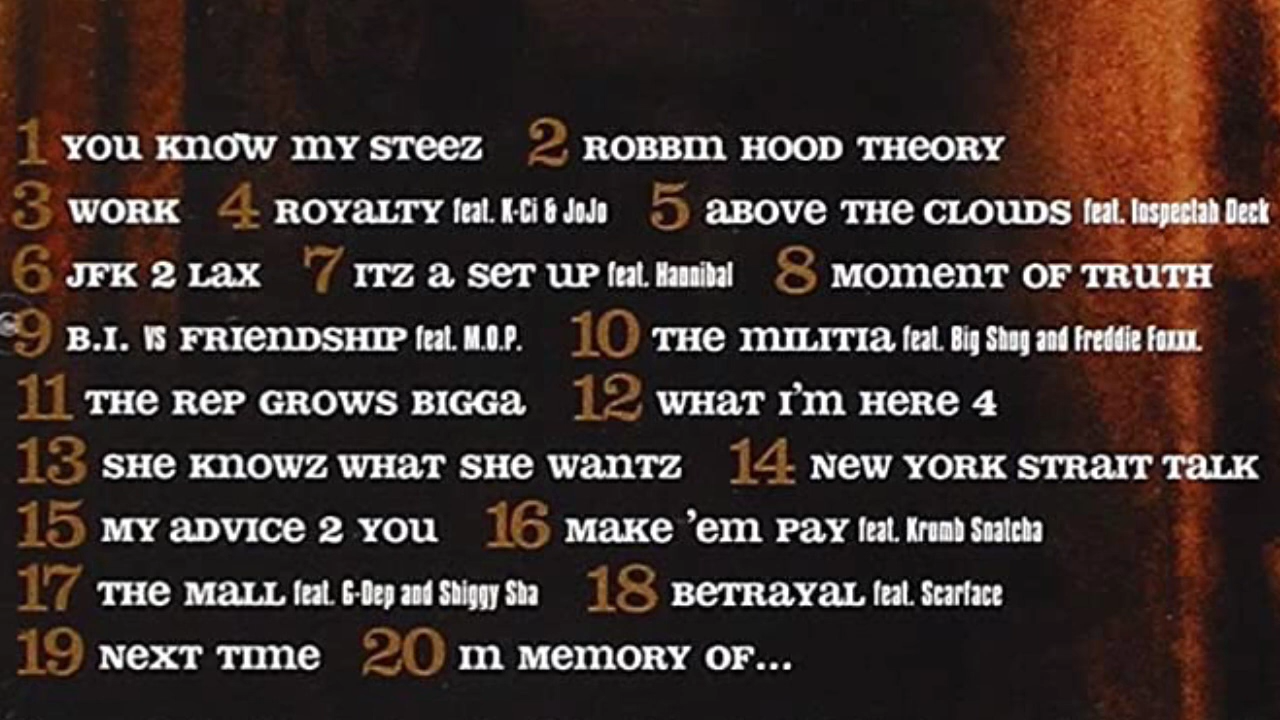 1 YOU KNOW MY STEEZ 2 ROBBIN HOOD THEORY
3 WORK 4 ROYALTY feat. K-Ci & JoJo 5 ABOVE THE CLOUDS feat. Inspectah Deck
6 JFK 2 LAX 7 ITZ A SET UP feat. Hannibal 8 MOMENT OF TRUTH
9 B.I. VS FRIENDSHIP feat. M.O.P. 10 THE MILITIA feat. Big Shug and Freddie Foxxx.
11 THE REP GROWS BIGGA 12 WHAT I'M HERE 4
13 SHE KNOWZ WHAT SHE WANTZ 14 NEW YORK STRAIT TALK
15 MY ADVICE 2 YOU 16 MAKE 'EM PAY feat. Krumb Snatcha
17 THE MALL feat. G-Dep and Shiggy Sha 18 BETRAYAL feat. Scarface
19 NEXT TIME 20 IN MEMORY OF...